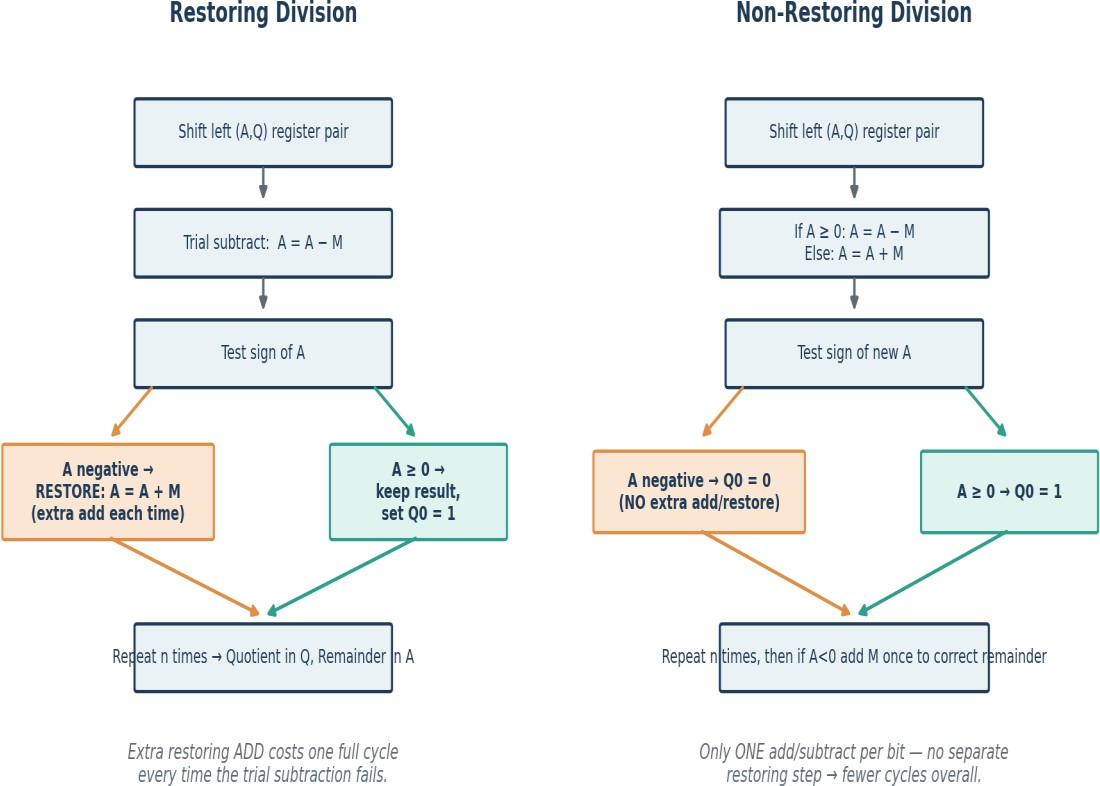 Restoring Division
Shift left (A,Q) register pair
Trial subtract:  A = A − M
Test sign of A
A negative →
RESTORE: A = A + M
(extra add each time)
A ≥ 0 →
keep result,
set Q0 = 1
Repeat n times → Quotient in Q, Remainder in A
Extra restoring ADD costs one full cycle
every time the trial subtraction fails.
Non-Restoring Division
Shift left (A,Q) register pair
If A ≥ 0: A = A − M
Else: A = A + M
Test sign of new A
A negative → Q0 = 0
(NO extra add/restore)
A ≥ 0 → Q0 = 1
Repeat n times, then if A<0 add M once to correct remainder
Only ONE add/subtract per bit — no separate
restoring step → fewer cycles overall.